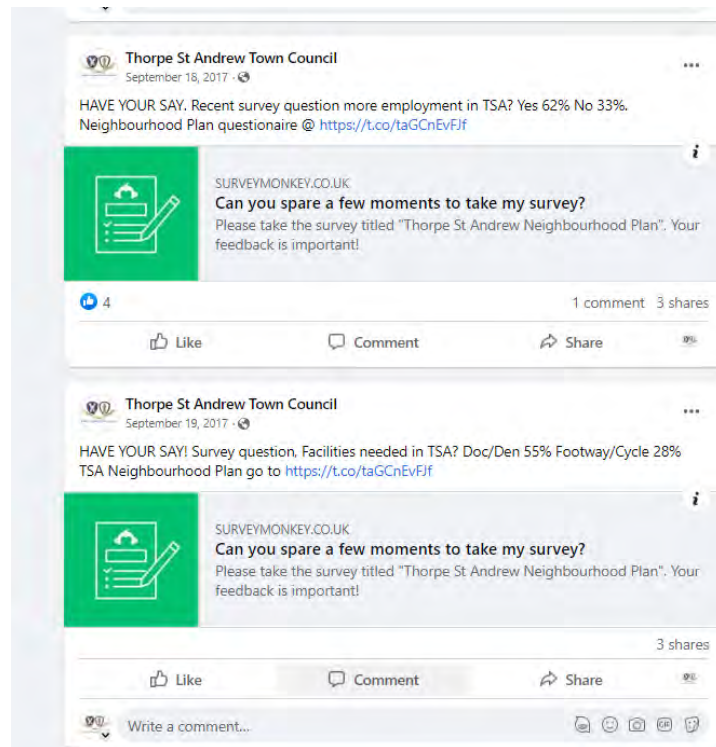 Thorpe St Andrew Town Council
September 18, 2017 ·
HAVE YOUR SAY. Recent survey question more employment in TSA? Yes 62% No 33%.
Neighbourhood Plan questionaire @ https://t.co/taGCnEvFJf
SURVEYMONKEY.CO.UK
Can you spare a few moments to take my survey?
Please take the survey titled "Thorpe St Andrew Neighbourhood Plan". Your
feedback is important!
4
1 comment 3 shares
Like Comment Share
Thorpe St Andrew Town Council
September 19, 2017 ·
HAVE YOUR SAY! Survey question, Facilities needed in TSA? Doc/Den 55% Footway/Cycle 28%
TSA Neighbourhood Plan go to https://t.co/taGCnEvFJf
SURVEYMONKEY.CO.UK
Can you spare a few moments to take my survey?
Please take the survey titled "Thorpe St Andrew Neighbourhood Plan". Your
feedback is important!
3 shares
Like Comment Share
Write a comment...
GIF